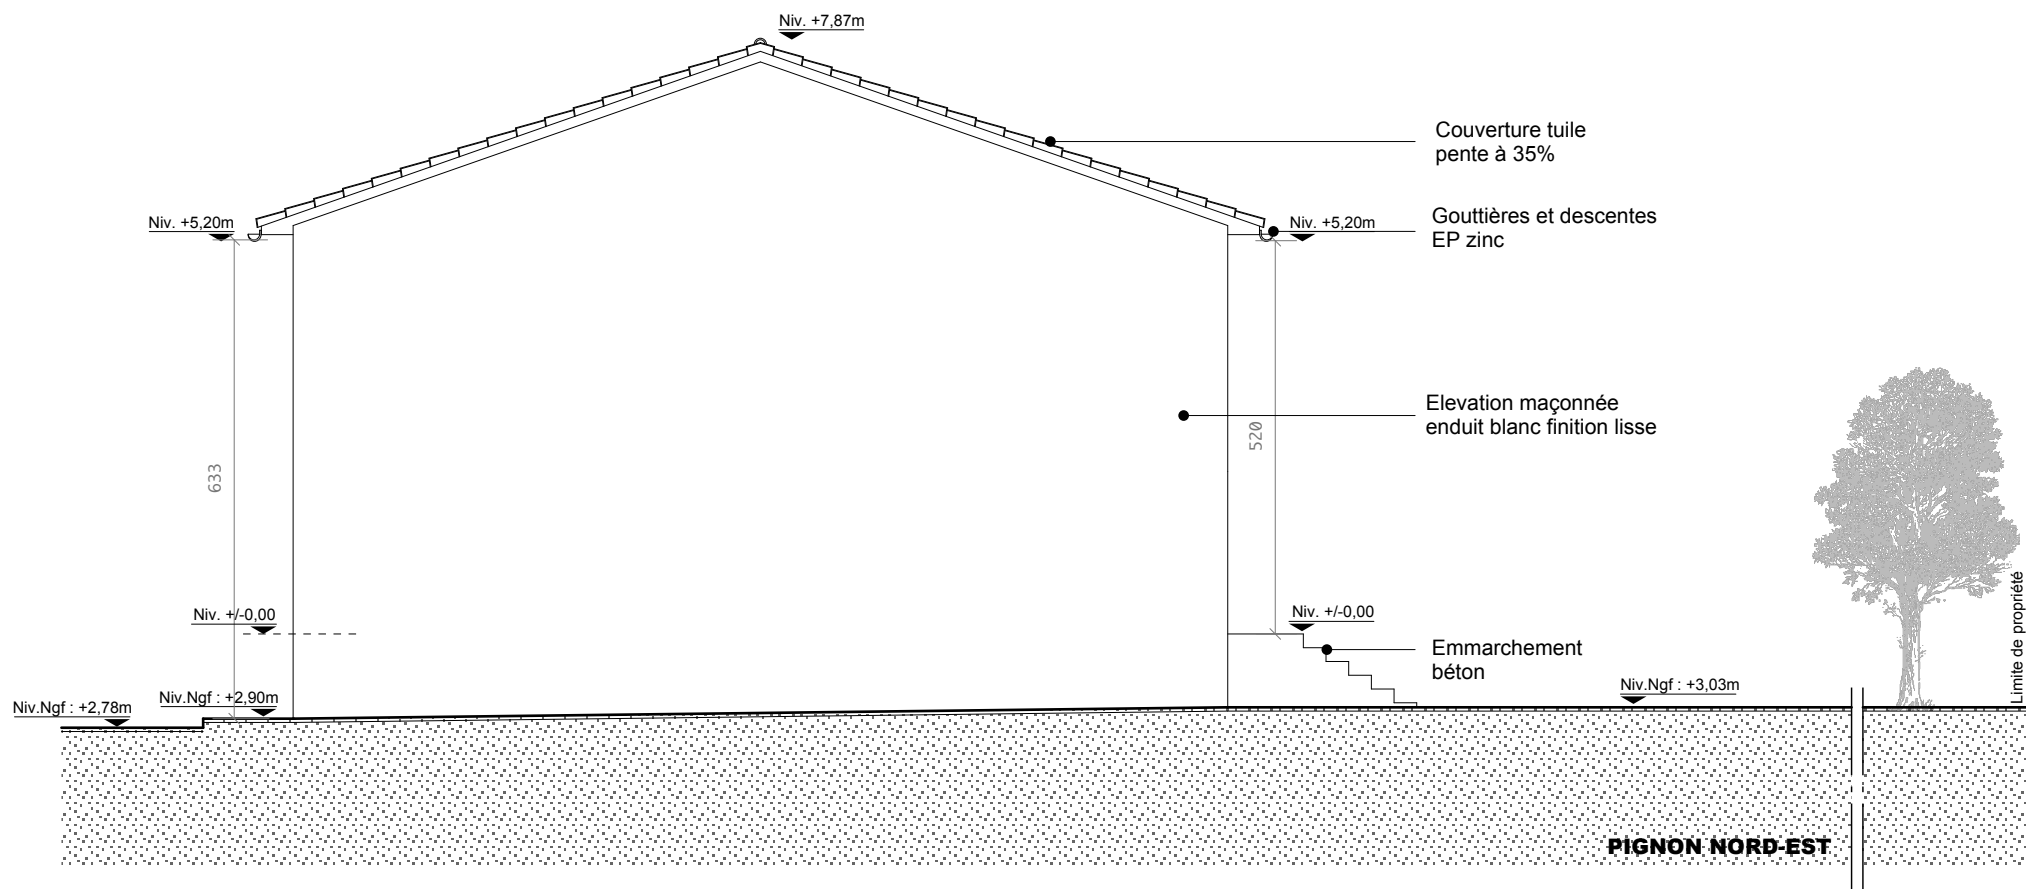 Niv. +7,87m
Couverture tuile
pente à 35%
Niv. +5,20m
Niv. +5,20m
Gouttières et descentes
EP zinc
Elevation maçonnée
enduit blanc finition lisse
520
633
Niv. +/-0,00
Niv. +/-0,00
Emmarchement
béton
Limite de propriété
Niv.Ngf : +2,78m
Niv.Ngf : +2,90m
Niv.Ngf : +3,03m
PIGNON NORD-EST